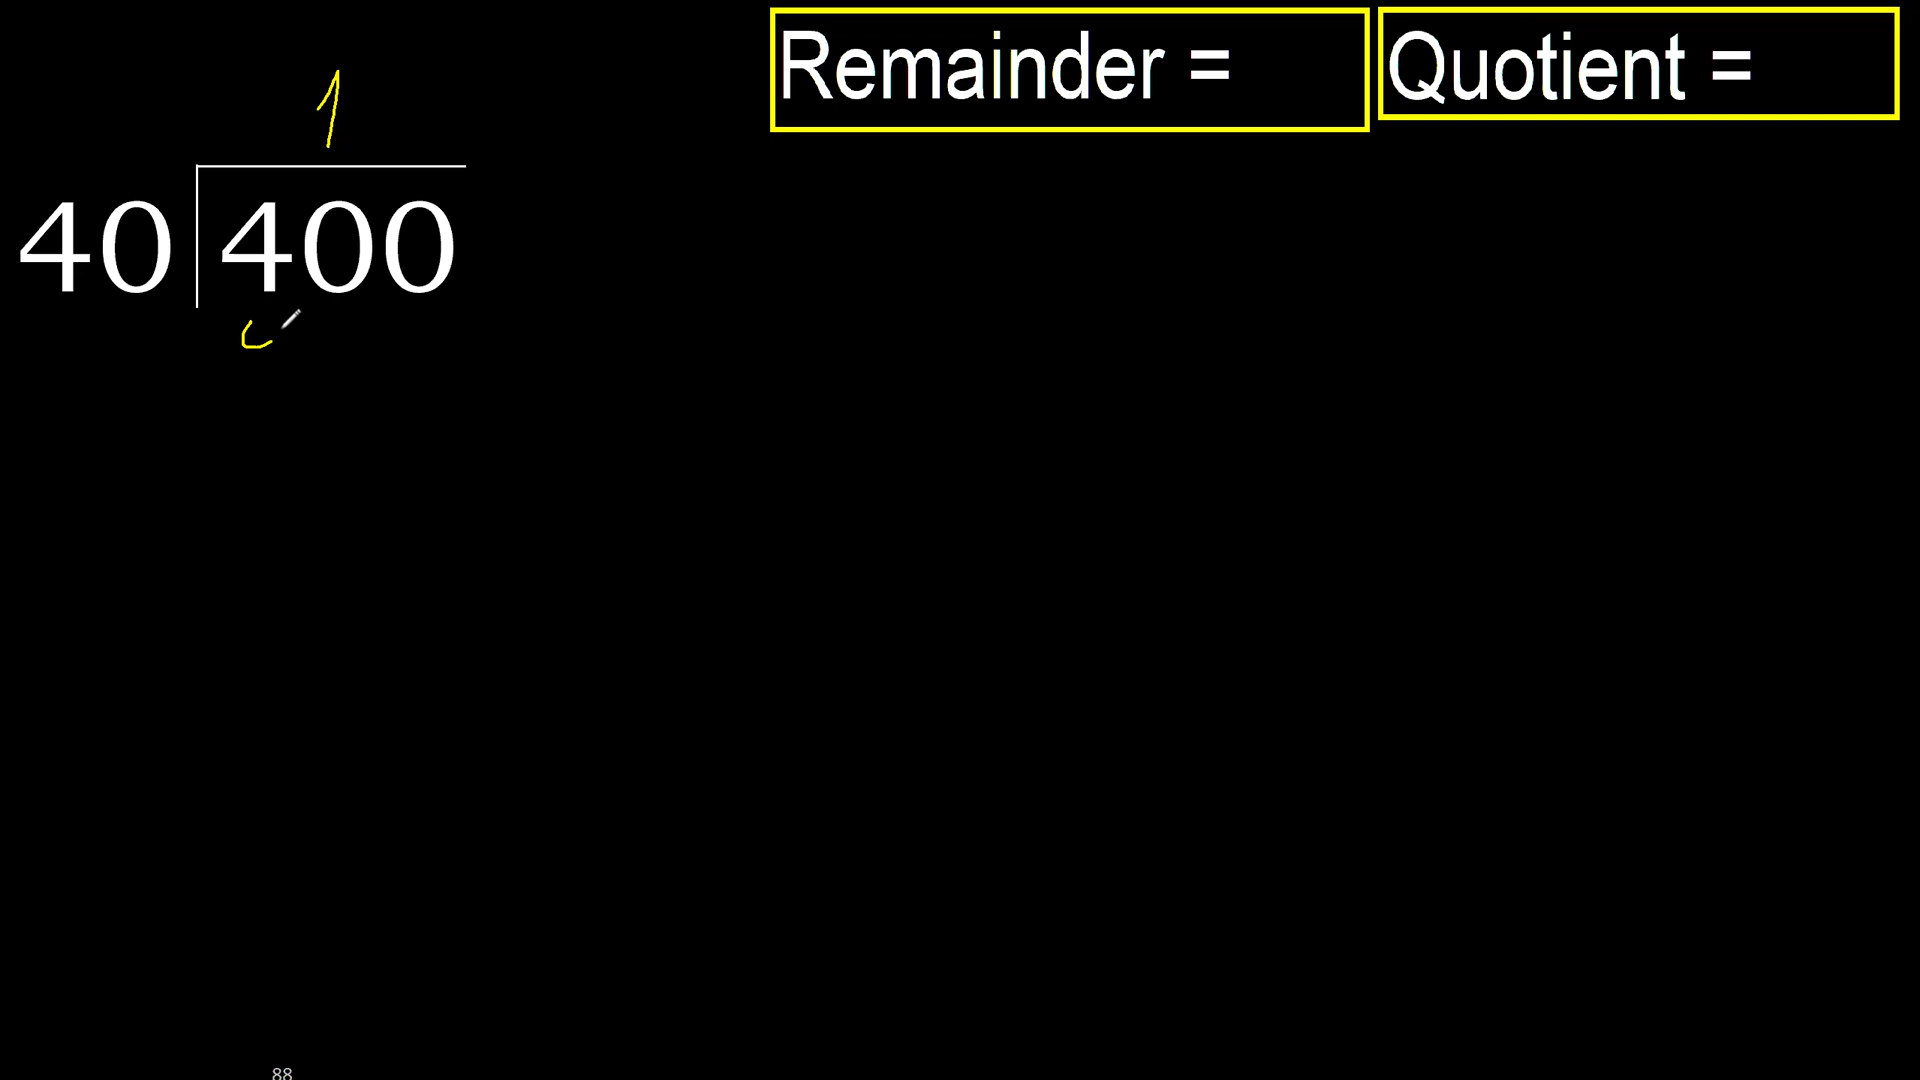 Remainder =
Quotient =
1
40 400
88